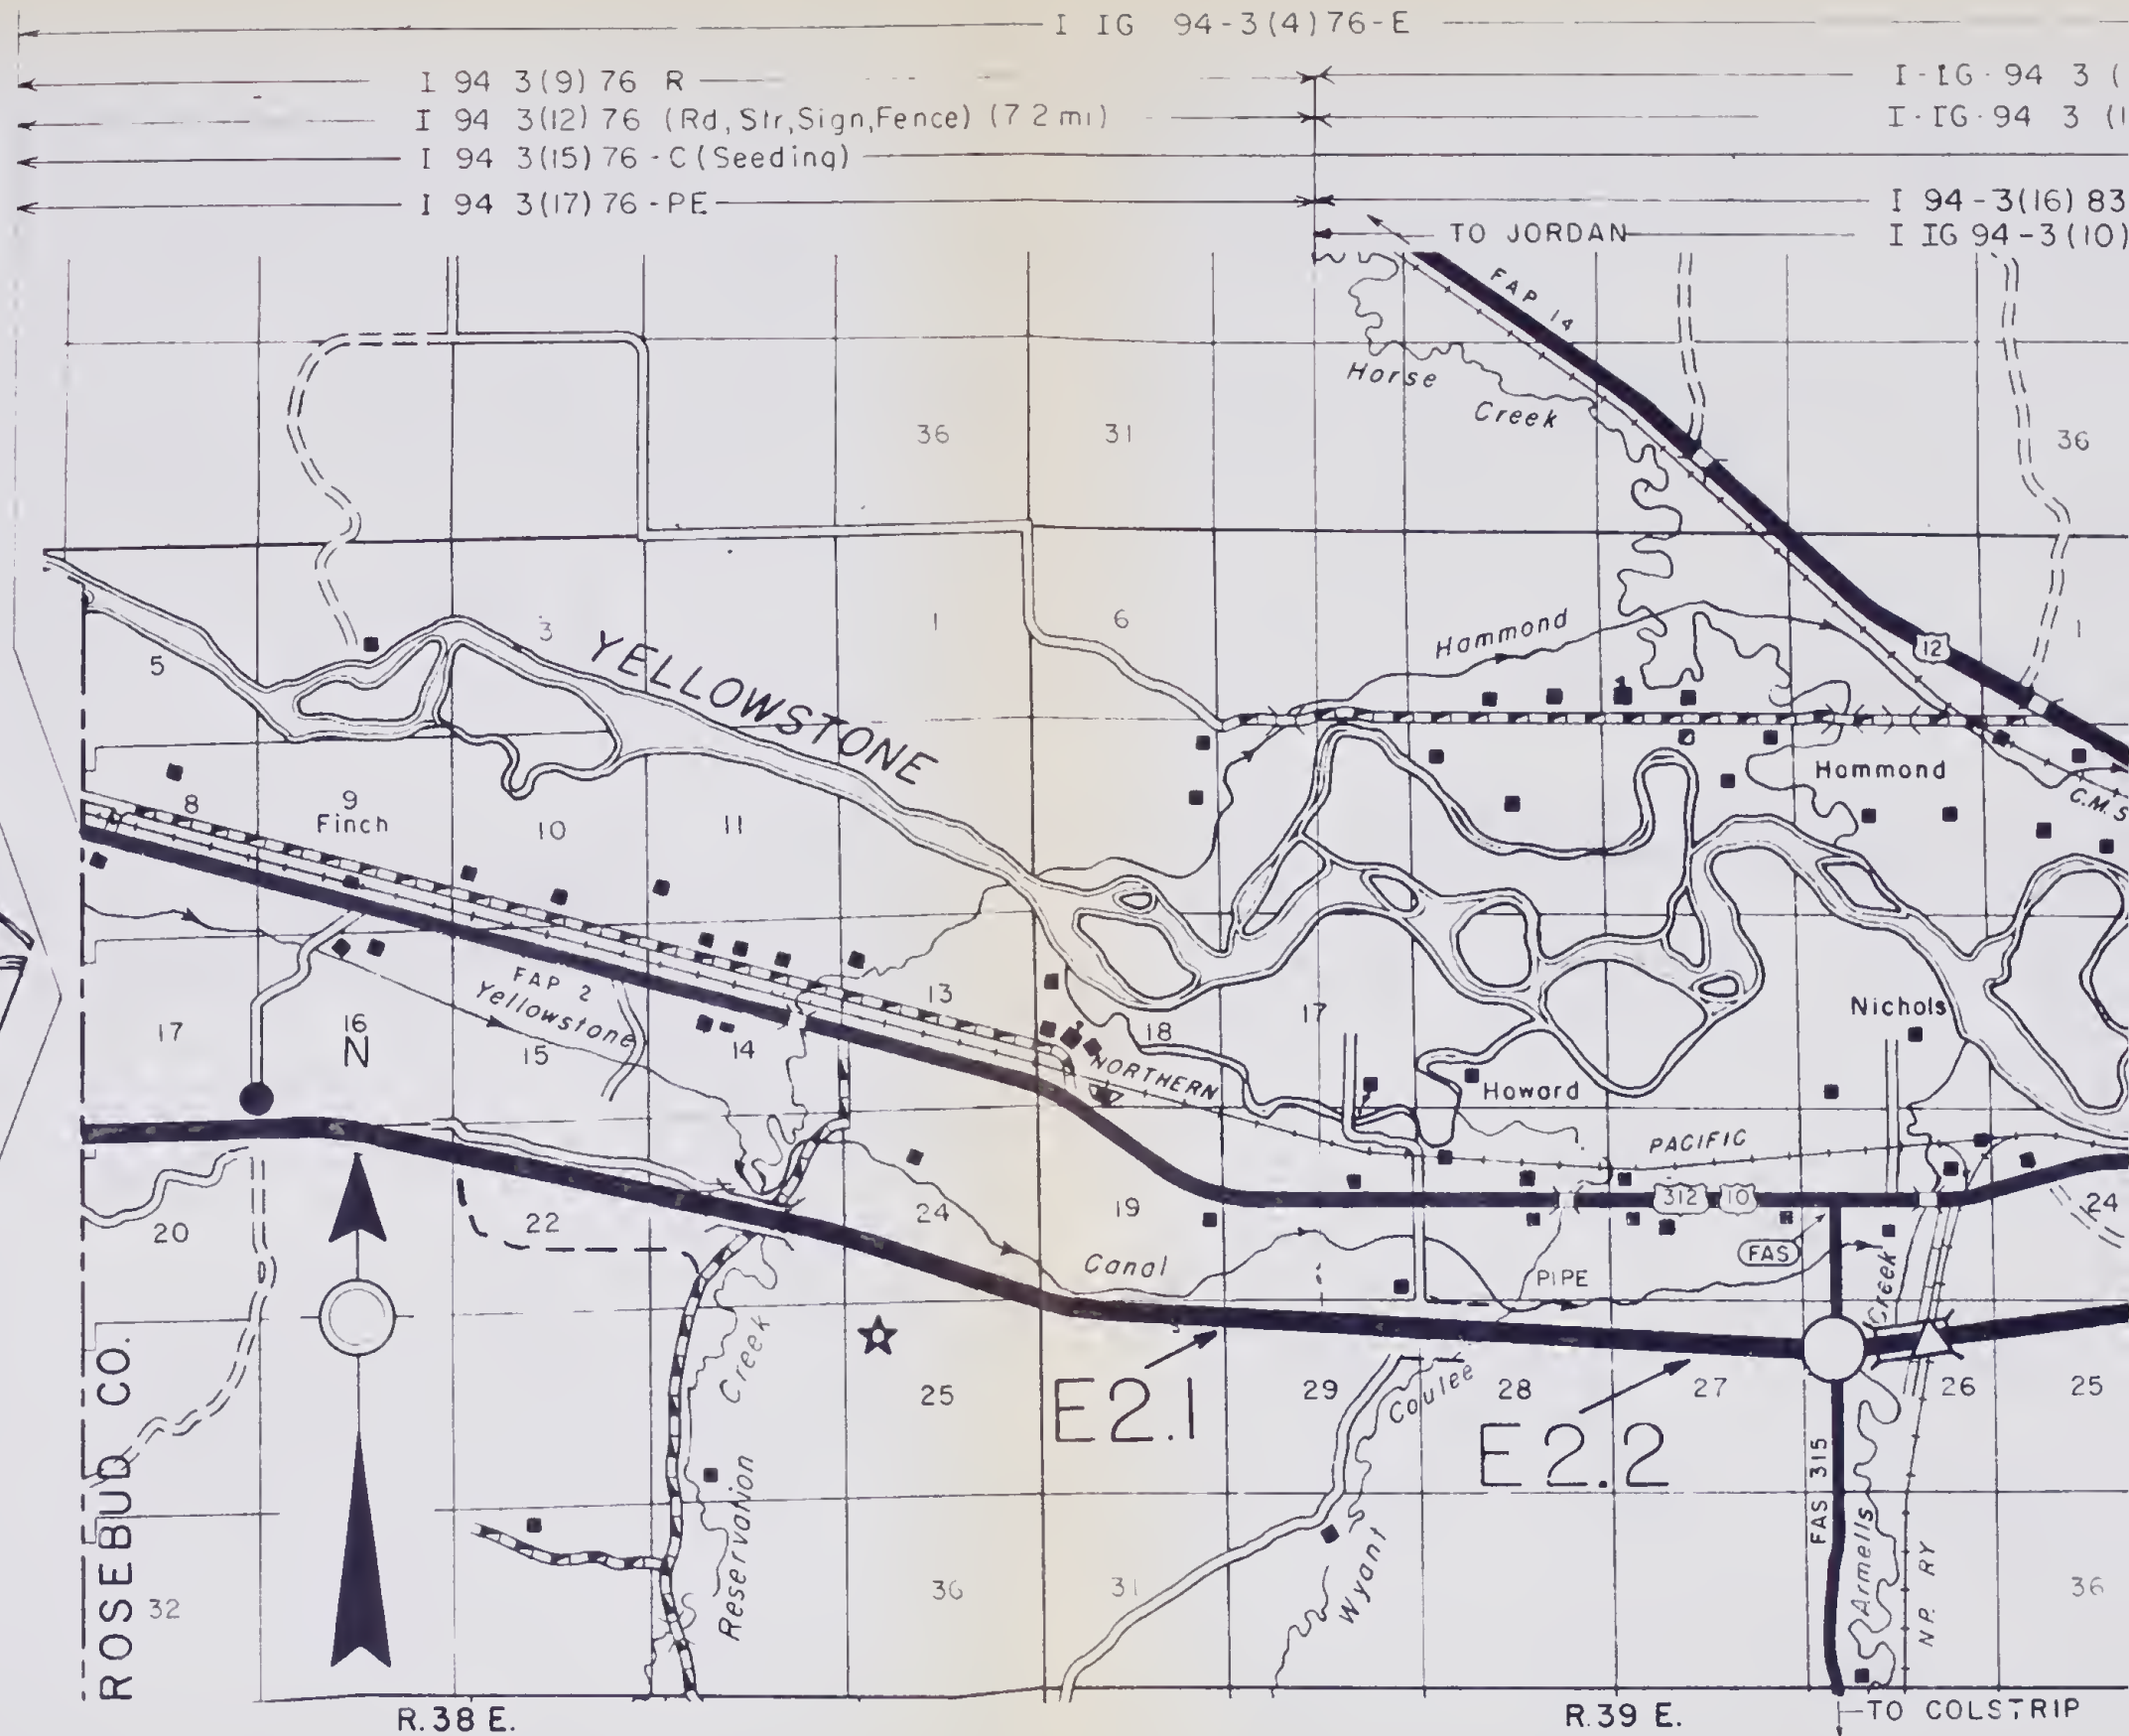 I IG 94-3(4)76-E
I 94 3(9)76 R
I-IG-94 3 (
I 94 3(12)76 (Rd, Str, Sign, Fence) (7 2 mi)
I-IG-94 3 (1
I 94 3(15)76-C (Seeding)
I 94 3(17)76-PE
I 94-3(16)83
TO JORDAN
I IG 94-3(10)
FAP 14
Horse
Creek
36
31
36
5
3
1
6
1
YELLOWSTONE
Hammond
12
8
9
Finch
10
11
Hammond
C.M.S
FAP 2
Yellowstone
13
17
16
N
15
14
18
17
Nichols
NORTHERN
Howard
PACIFIC
312
10
20
22
24
19
24
Canal
FAS
PIPE
Creek
ROSEBUD CO.
Creek
25
E2.1
29
Coulee
28
27
26
25
E2.2
FAS 315
Reservation
Wyant
Armells
N.P. RY
32
36
31
36
R.38 E.
R.39 E.
TO COLSTRIP